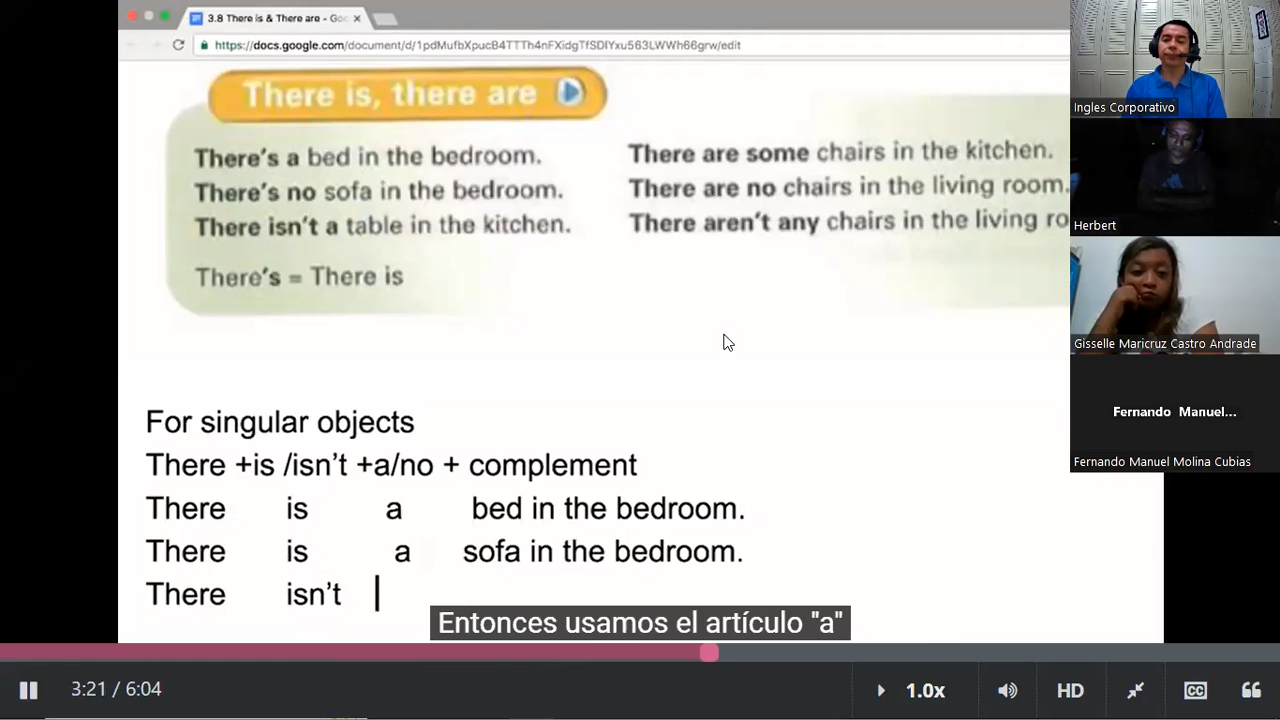 3.8 There is & There are - Goo
https://docs.google.com/document/d/1pdMufbXpucB4TTTh4nFXidgTfSDIYxu563LWWh66grw/edit
There is, there are
There's a bed in the bedroom.
There's no sofa in the bedroom.
There isn't a table in the kitchen.
There's = There is
There are some chairs in the kitchen.
There are no chairs in the living room.
There aren't any chairs in the living ro
For singular objects
There +is /isn't +a/no + complement
There is a bed in the bedroom.
There is a sofa in the bedroom.
There isn't
Entonces usamos el artículo "a"
Ingles Corporativo
Herbert
Gisselle Maricruz Castro Andrade
Fernando Manuel...
Fernando Manuel Molina Cubias
3:21 / 6:04
1.0x
HD
CC